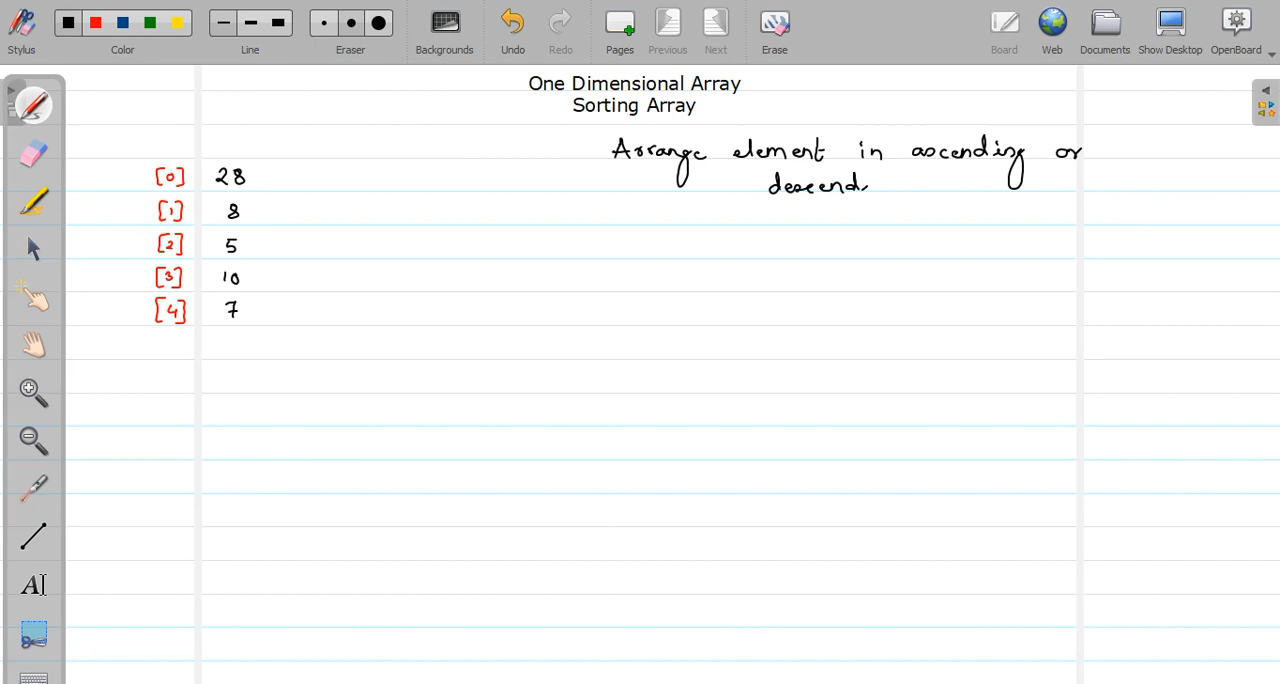 Stylus
Color
Line
Eraser
Backgrounds
Undo
Redo
Pages
Previous
Next
Erase
Board
Web
Documents
Show Desktop
OpenBoard
One Dimensional Array
Sorting Array
Arrange element in ascending or
descend
[0] 28
[1] 8
[2] 5
[3] 10
[4] 7